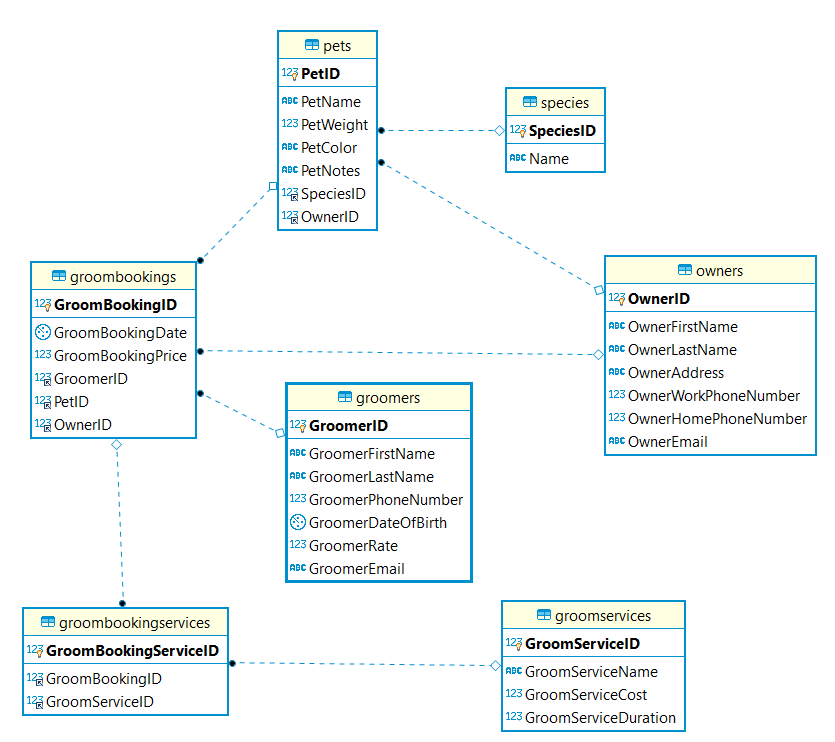 pets
PetID
PetName
PetWeight
PetColor
PetNotes
SpeciesID
OwnerID
species
SpeciesID
Name
groombookings
GroomBookingID
GroomBookingDate
GroomBookingPrice
GroomerID
PetID
OwnerID
owners
OwnerID
OwnerFirstName
OwnerLastName
OwnerAddress
OwnerWorkPhoneNumber
OwnerHomePhoneNumber
OwnerEmail
groomers
GroomerID
GroomerFirstName
GroomerLastName
GroomerPhoneNumber
GroomerDateOfBirth
GroomerRate
GroomerEmail
groombookingservices
GroomBookingServiceID
GroomBookingID
GroomServiceID
groomservices
GroomServiceID
GroomServiceName
GroomServiceCost
GroomServiceDuration